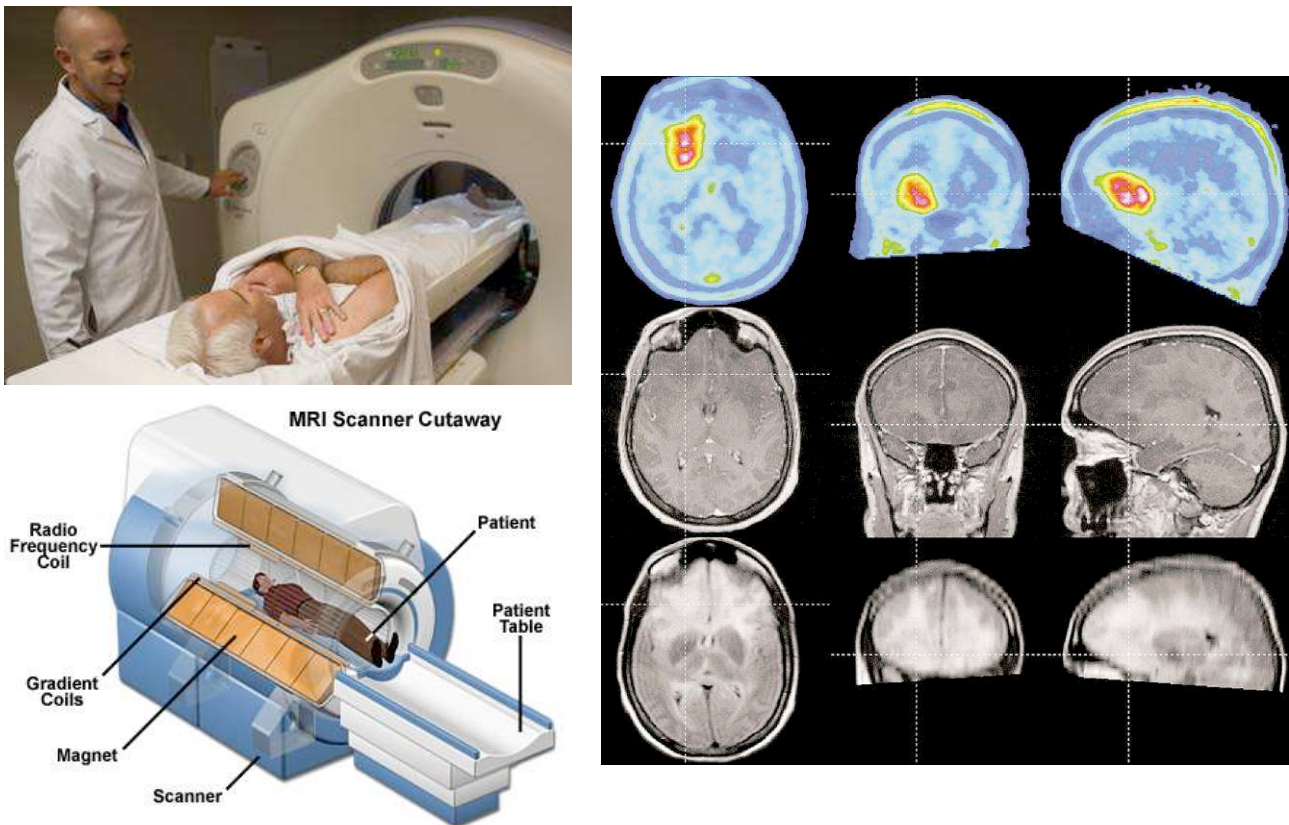 MRI Scanner Cutaway
Radio
Frequency
Coil
Patient
Patient
Table
Gradient
Coils
Magnet
Scanner